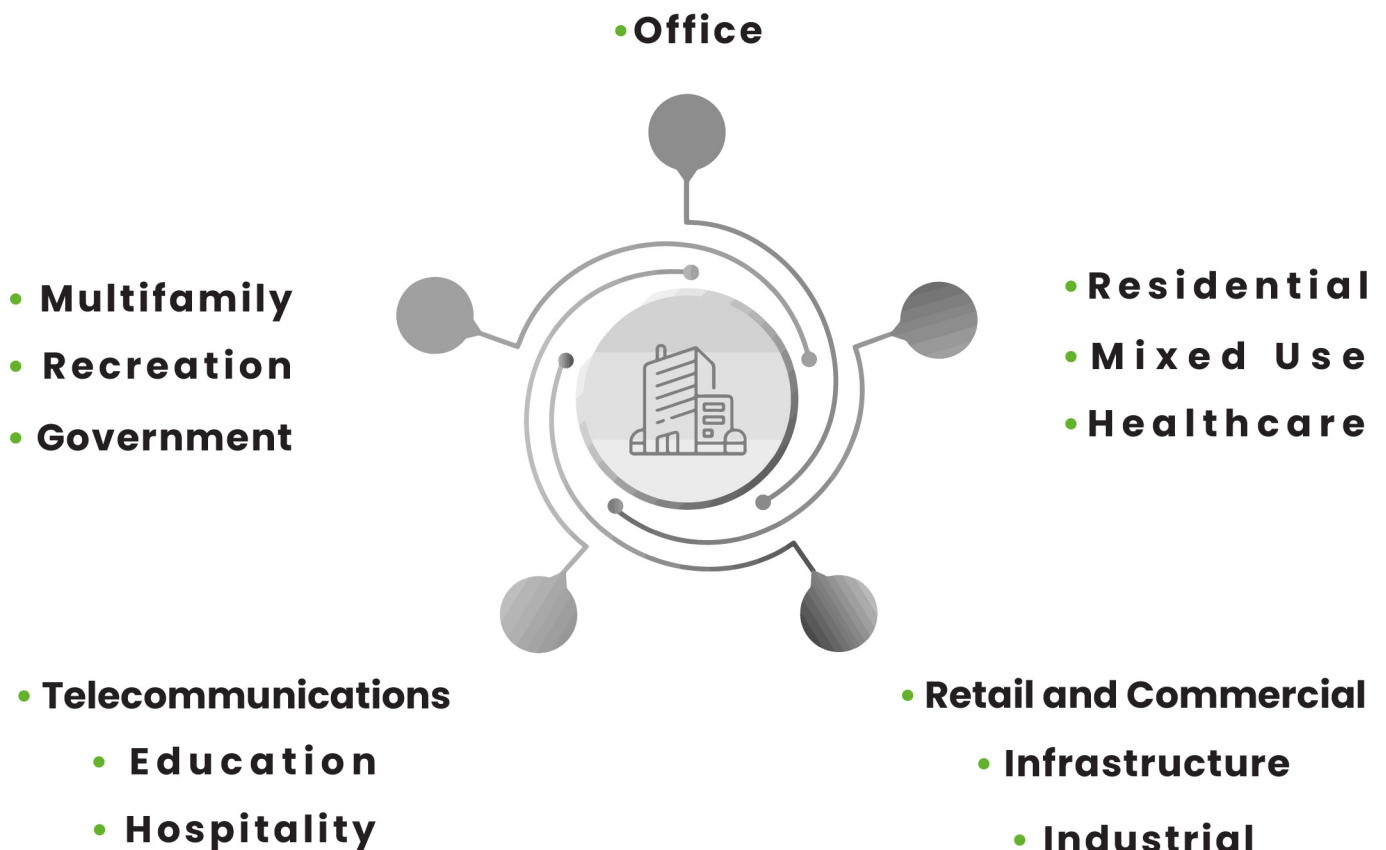 •Office
• Multifamily
• Recreation
• Government
• Residential
• Mixed Use
• Healthcare
• Telecommunications
• Education
• Hospitality
• Retail and Commercial
• Infrastructure
• Industrial